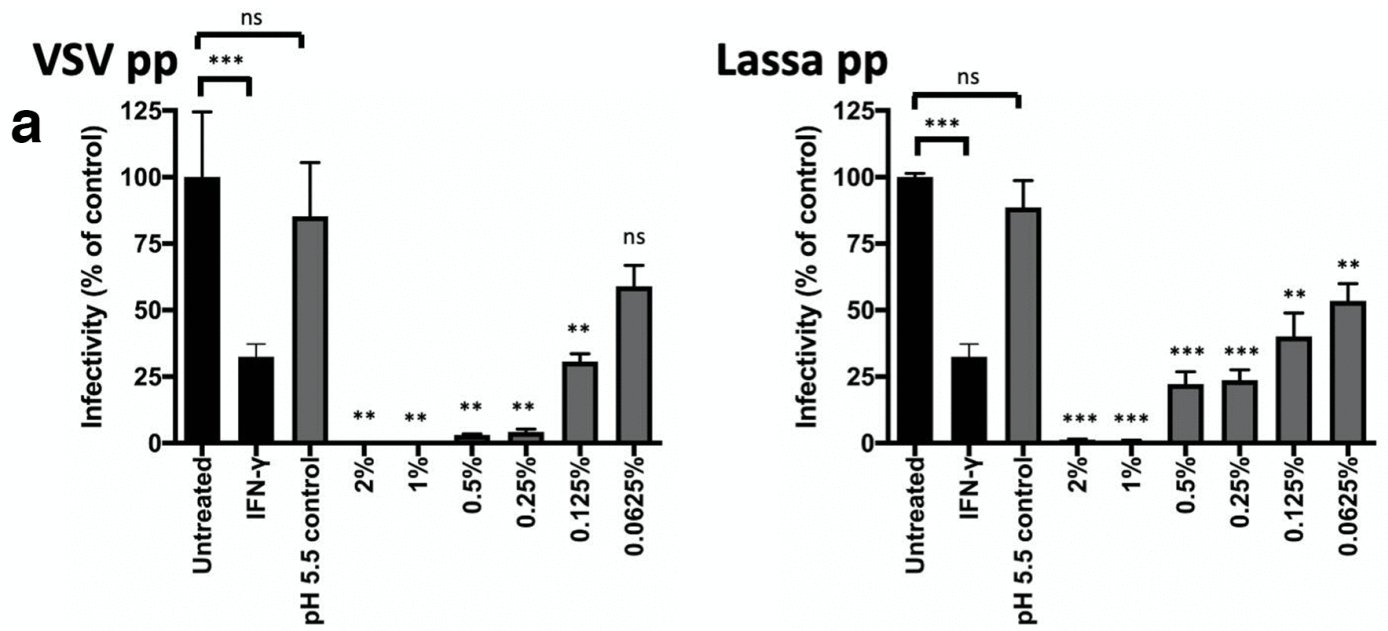 ns
VSV pp
***
a
Infectivity (% of control)
125
100
75
50
25
0
**
**
**
**
**
ns
Untreated
IFN-γ
pH 5.5 control
2%
1%
0.5%
0.25%
0.125%
0.0625%
Lassa pp
ns
***
Infectivity (% of control)
125
100
75
50
25
0
***
***
***
***
**
**
Untreated
IFN-γ
pH 5.5 control
2%
1%
0.5%
0.25%
0.125%
0.0625%